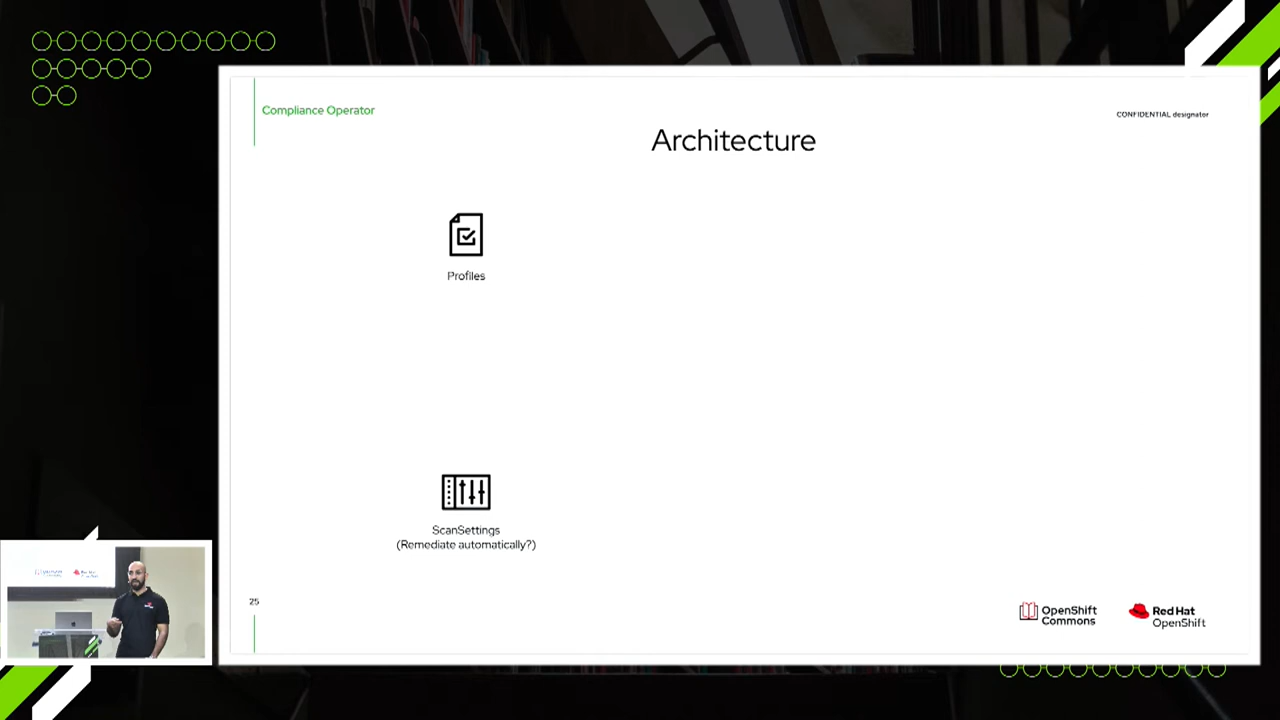 Compliance Operator
CONFIDENTIAL designator
Architecture
Profiles
ScanSettings
(Remediate automatically?)
25
OpenShift
Commons
Red Hat
OpenShift